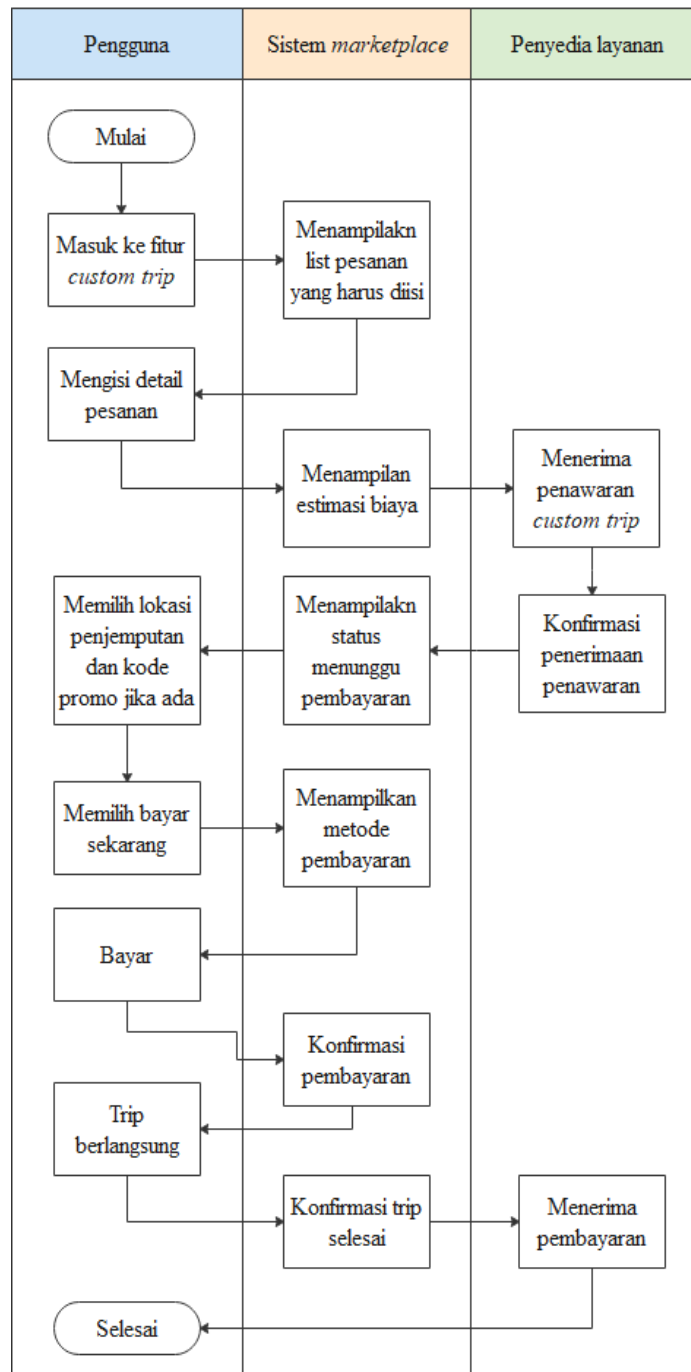 Pengguna
Sistem marketplace
Penyedia layanan
Mulai
Masuk ke fitur
custom trip
Menampilakn
list pesanan
yang harus diisi
Mengisi detail
pesanan
Menampilan
estimasi biaya
Menerima
penawaran
custom trip
Konfirmasi
penerimaan
penawaran
Menampilakn
status
menunggu
pembayaran
Memilih lokasi
penjemputan
dan kode
promo jika ada
Memilih bayar
sekarang
Menampilkan
metode
pembayaran
Bayar
Konfirmasi
pembayaran
Trip
berlangsung
Konfirmasi trip
selesai
Menerima
pembayaran
Selesai